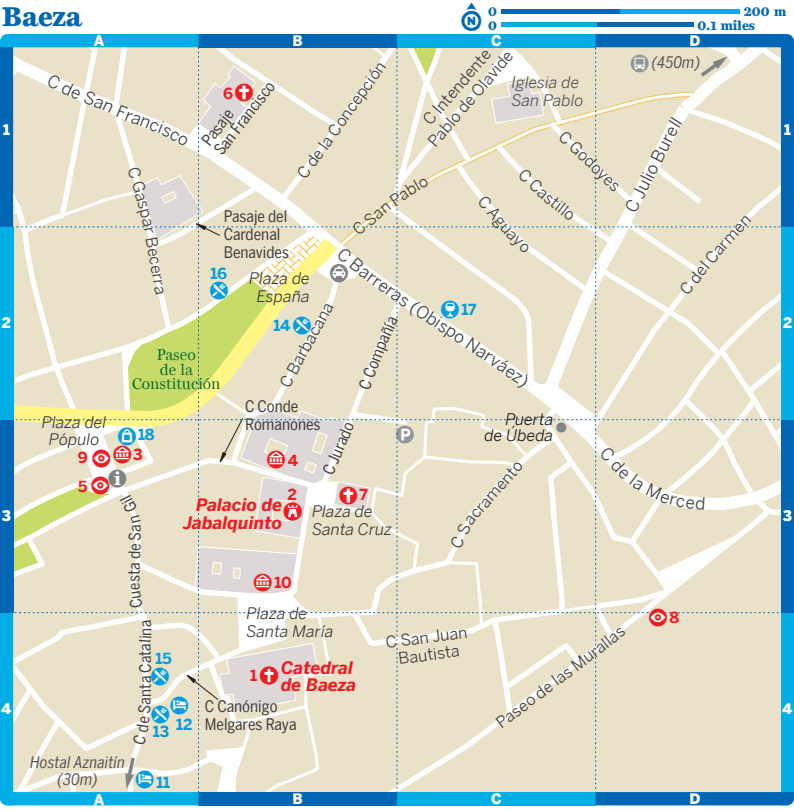 Baeza
N
0 200 m
0 0.1 miles
A B C D
1
2
3
4
C de San Francisco
6
Pasaje
San Francisco
C de la Concepción
C Intendente
Pablo de Olavide
Iglesia de
San Pablo
(450m)
C Gaspar Becerra
Pasaje del
Cardenal
Benavides
C San Pablo
C Godoyes
C Castillo
C Aguayo
C Julio Burell
C del Carmen
16
Plaza de
España
C Barreras (Obispo Narváez)
17
14
C Barbacana
C Compañía
Paseo
de la
Constitución
C Conde
Romanones
Plaza del
Pópulo
18
9
3
5
i
4
C Jurado
P
Puerta
de Úbeda
C de la Merced
2
Palacio de
Jabalquinto
7
Plaza de
Santa Cruz
C Sacramento
Cuesta de San Gil
10
Plaza de
Santa María
C San Juan
Bautista
8
Paseo de las Murallas
C de Santa Catalina
15
1
Catedral
de Baeza
13
12
C Canónigo
Melgares Raya
Hostal Aznaitín
(30m)
11
1
2
3
4
A B C D